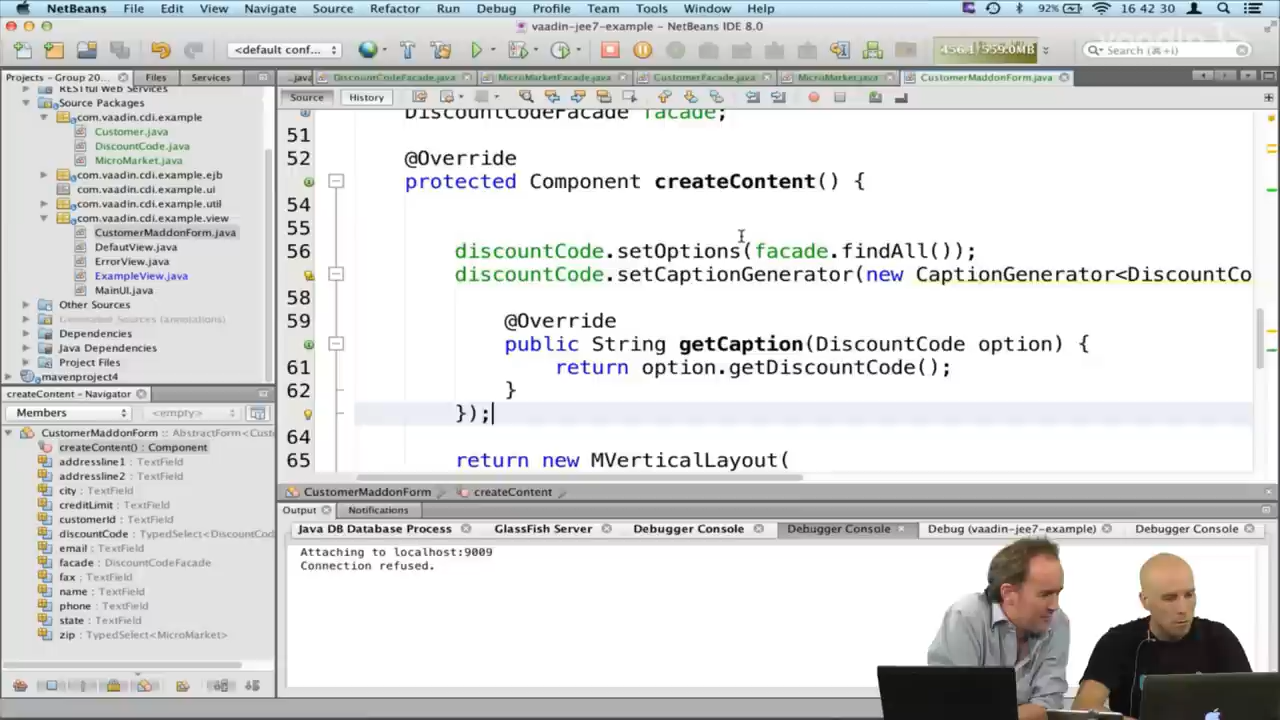 NetBeans File Edit View Navigate Source Refactor Run Debug Profile Team Tools Window Help 92% 16 42 30
vaadin-jee7-example - NetBeans IDE 8.0
<default conf... 456.1/559.0MB Search (⌘+I)
Projects - Group 20... Files Services
..java DiscountCodeFacade.java MicroMarketFacade.java CustomerFacade.java MicroMarket.java CustomerMaddonForm.java
Source History
RESTful Web Services
Source Packages
com.vaadin.cdi.example
Customer.java
DiscountCode.java
MicroMarket.java
com.vaadin.cdi.example.ejb
com.vaadin.cdi.example.ui
com.vaadin.cdi.example.util
com.vaadin.cdi.example.view
CustomerMaddonForm.java
DefautView.java
ErrorView.java
ExampleView.java
MainUI.java
Other Sources
Generated Sources (annotations)
Dependencies
Java Dependencies
Project Files
mavenproject4
DiscountCodeFacade facade;
51
52 @Override
protected Component createContent() {
54
55
56 discountCode.setOptions(facade.findAll());
discountCode.setCaptionGenerator(new CaptionGenerator<DiscountCo
58
59 @Override
public String getCaption(DiscountCode option) {
61 return option.getDiscountCode();
62 }
});
64
65 return new MVerticalLayout(
CustomerMaddonForm createContent
createContent - Navigator
Members <empty>
CustomerMaddonForm :: AbstractForm<Custo
createContent() : Component
addressline1 : TextField
addressline2 : TextField
city : TextField
creditLimit : TextField
customerId : TextField
discountCode : TypedSelect<DiscountCod
email : TextField
facade : DiscountCodeFacade
fax : TextField
name : TextField
phone : TextField
state : TextField
zip : TypedSelect<MicroMarket>
Output Notifications
Java DB Database Process GlassFish Server Debugger Console Debugger Console Debug (vaadin-jee7-example) Debugger Console
Attaching to localhost:9009
Connection refused.